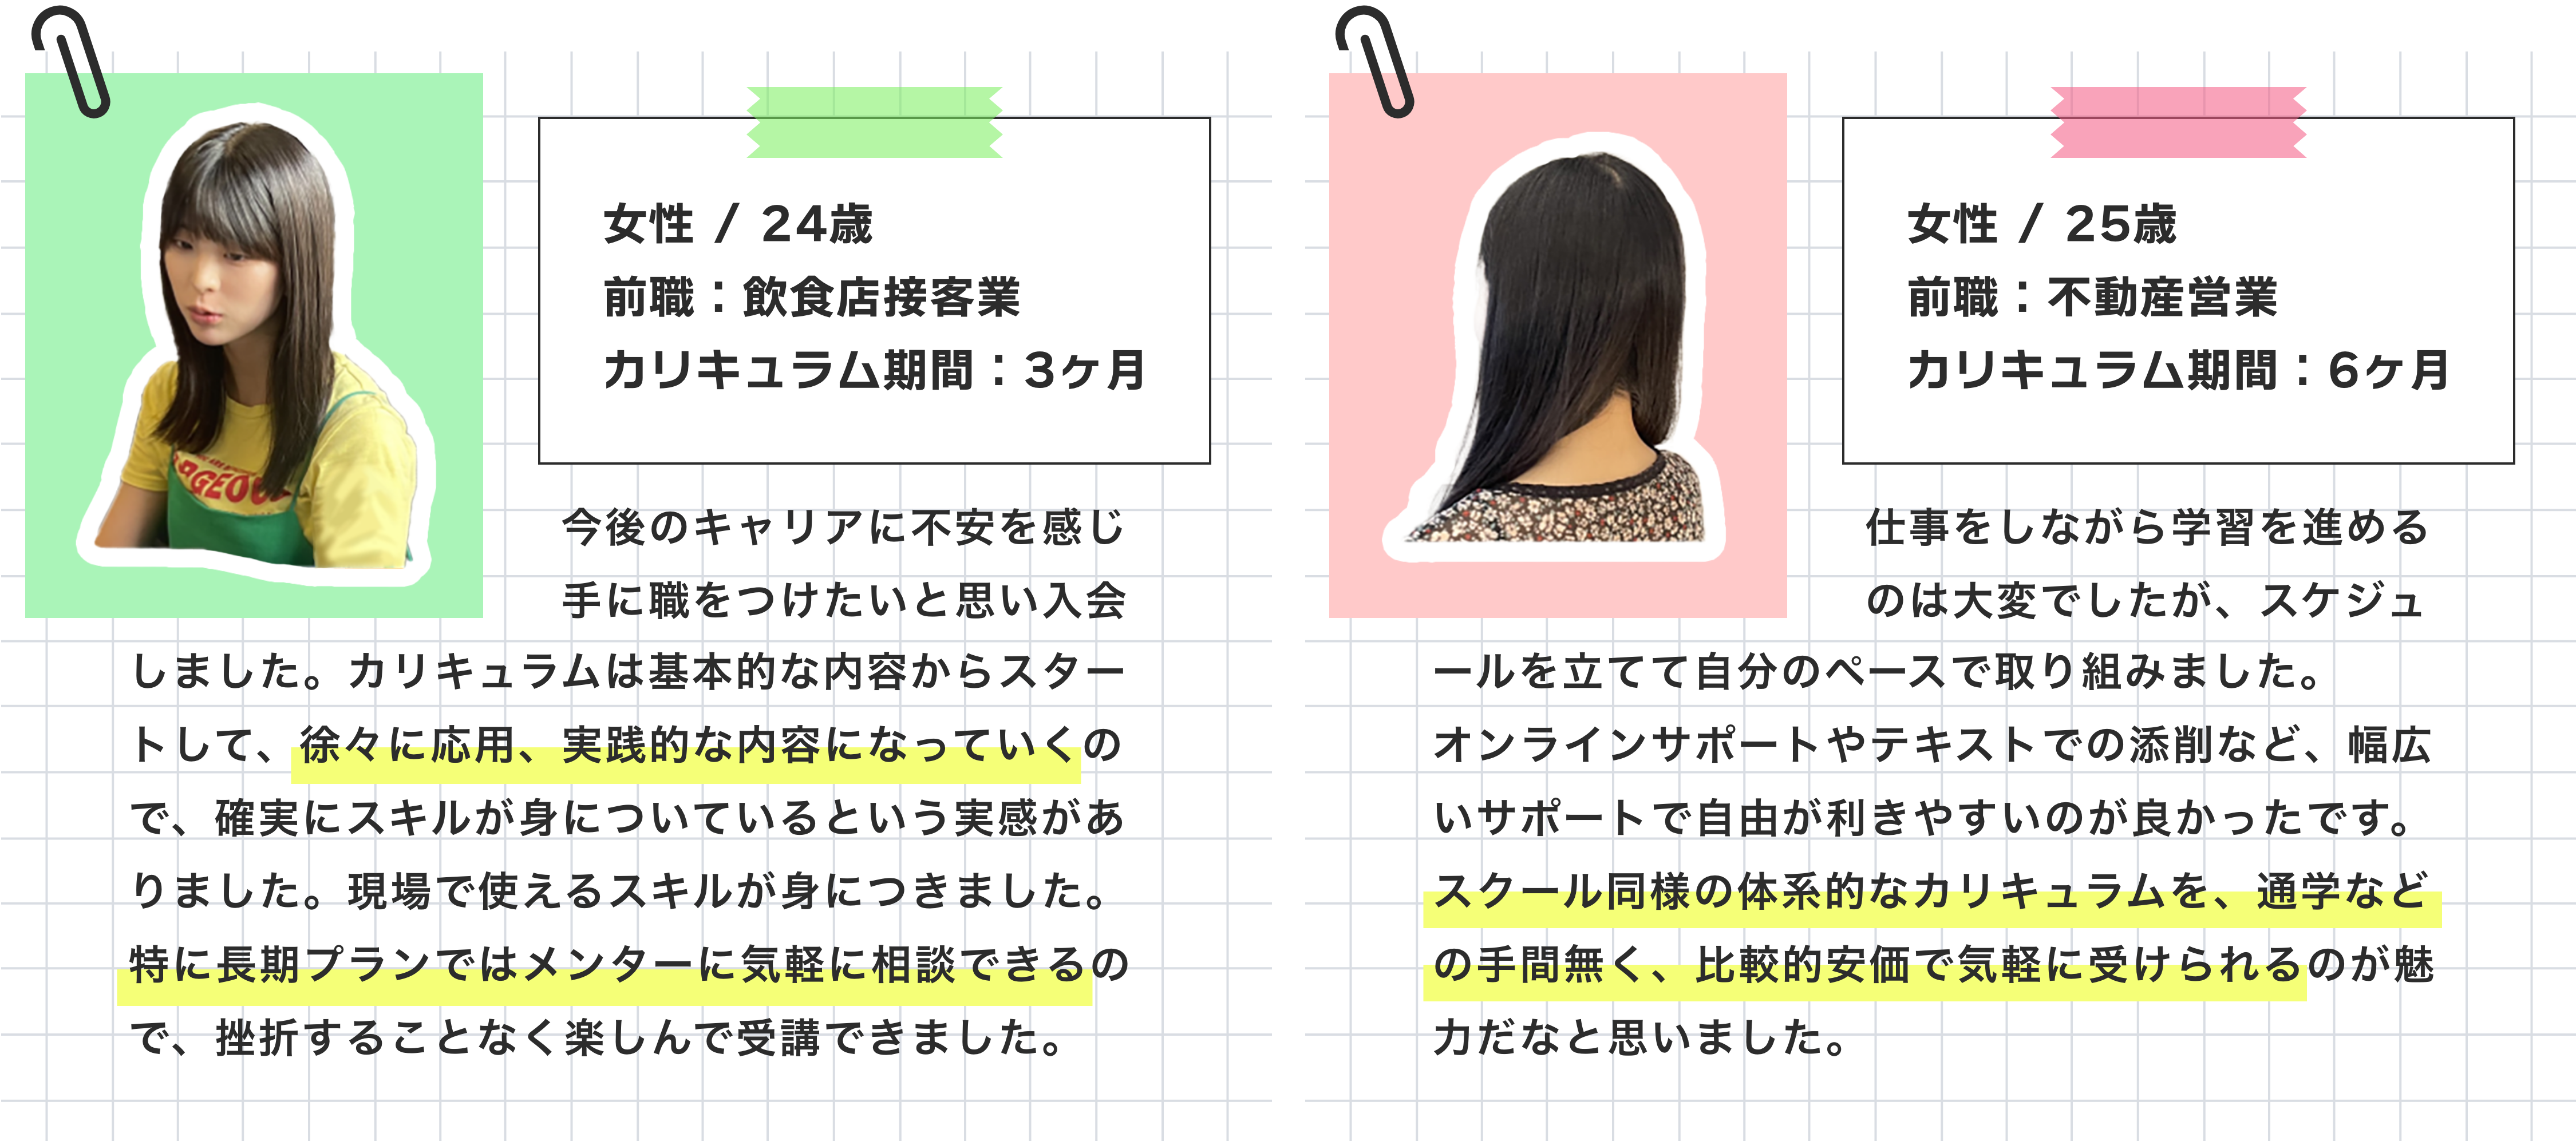 女性 / 24歳
前職：飲食店接客業
カリキュラム期間：3ヶ月
今後のキャリアに不安を感じ
手に職をつけたいと思い入会
しました。カリキュラムは基本的な内容からスター
トして、徐々に応用、実践的な内容になっていくの
で、確実にスキルが身についているという実感があ
りました。現場で使えるスキルが身につきました。
特に長期プランではメンターに気軽に相談できるの
で、挫折することなく楽しんで受講できました。
女性 / 25歳
前職：不動産営業
カリキュラム期間：6ヶ月
仕事をしながら学習を進める
のは大変でしたが、スケジュ
ールを立てて自分のペースで取り組みました。
オンラインサポートやテキストでの添削など、幅広
いサポートで自由が利きやすいのが良かったです。
スクール同様の体系的なカリキュラムを、通学など
の手間無く、比較的安価で気軽に受けられるのが魅
力だなと思いました。